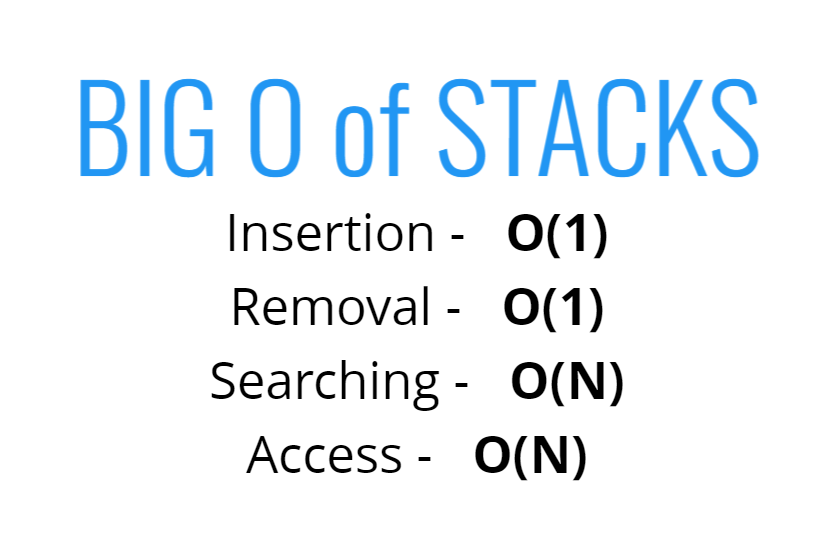 BIG O of STACKS
Insertion - O(1)
Removal - O(1)
Searching - O(N)
Access - O(N)